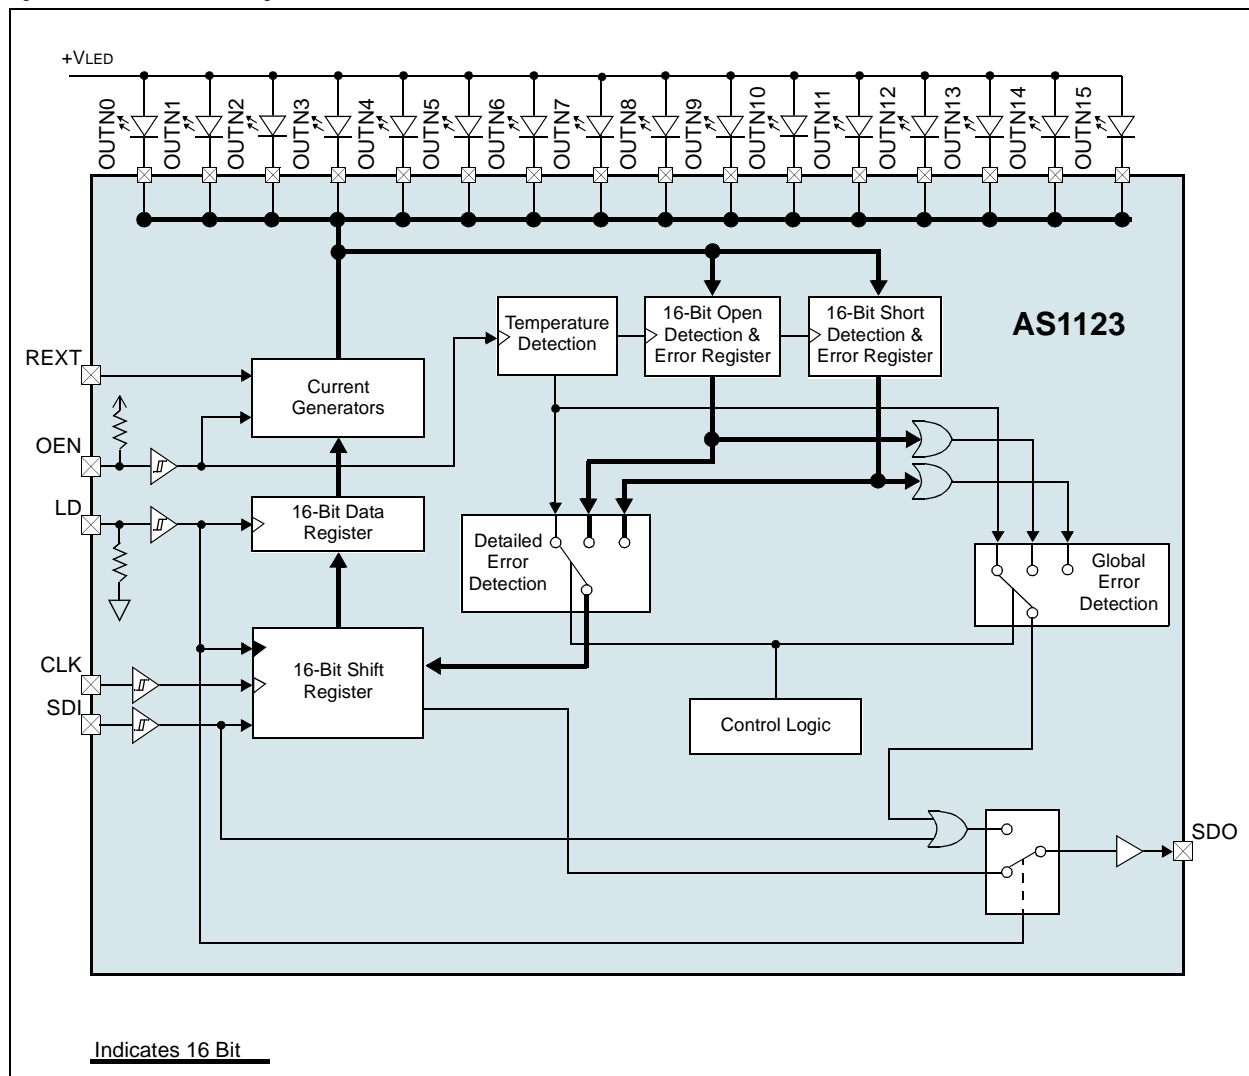 +VLED
OUTN0
OUTN1
OUTN2
OUTN3
OUTN4
OUTN5
OUTN6
OUTN7
OUTN8
OUTN9
OUTN10
OUTN11
OUTN12
OUTN13
OUTN14
OUTN15
AS1123
Temperature
Detection
16-Bit Open
Detection &
Error Register
16-Bit Short
Detection &
Error Register
REXT
Current
Generators
OEN
LD
16-Bit Data
Register
Detailed
Error
Detection
Global
Error
Detection
CLK
SDI
16-Bit Shift
Register
Control Logic
SDO
Indicates 16 Bit